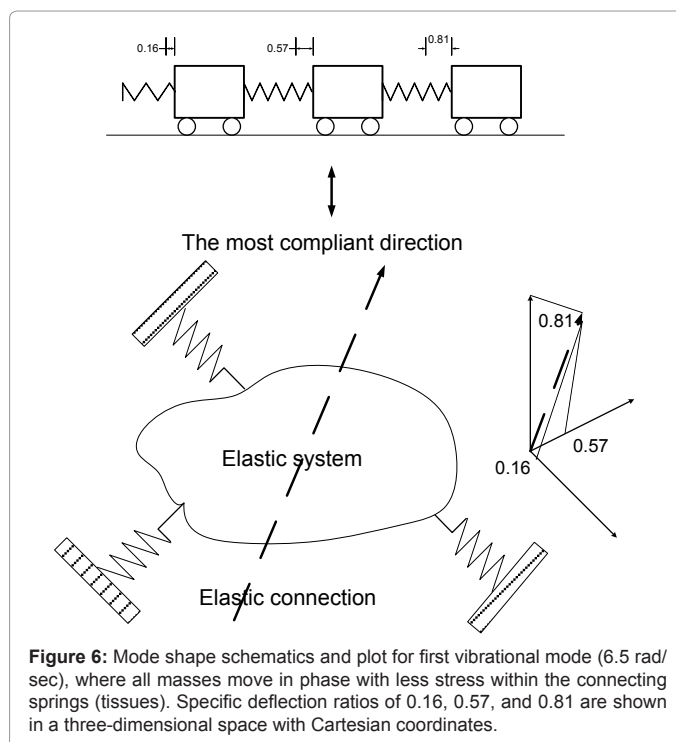 0.16
0.57
0.81
The most compliant direction
0.81
0.57
0.16
Elastic system
Elastic connection
Figure 6: Mode shape schematics and plot for first vibrational mode (6.5 rad/
sec), where all masses move in phase with less stress within the connecting
springs (tissues). Specific deflection ratios of 0.16, 0.57, and 0.81 are shown
in a three-dimensional space with Cartesian coordinates.